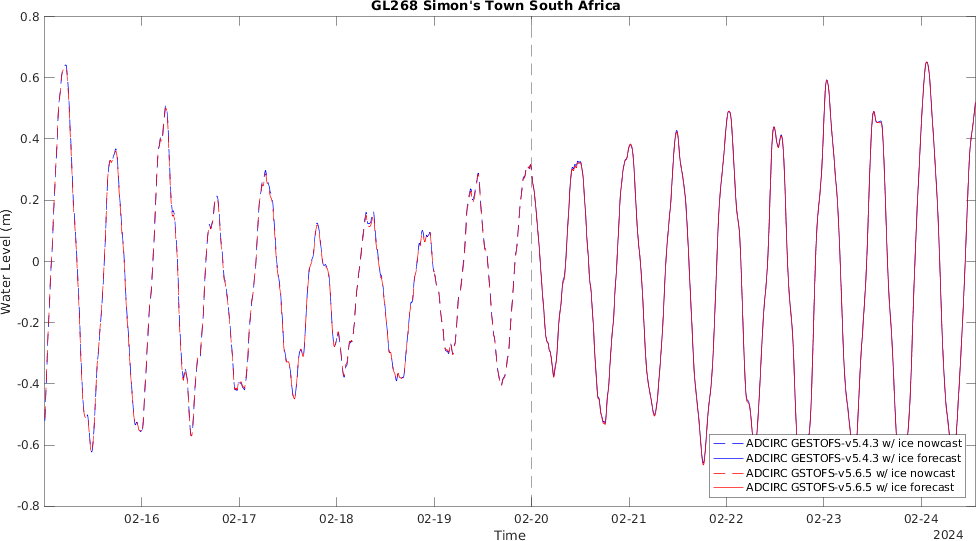 GL268 Simon's Town South Africa
0.8
0.6
0.4
0.2
0
-0.2
-0.4
-0.6
-0.8
Water Level (m)
02-16 02-17 02-18 02-19 02-20 02-21 02-22 02-23 02-24
Time
2024
ADCIRC GESTOFS-v5.4.3 w/ ice nowcast
ADCIRC GESTOFS-v5.4.3 w/ ice forecast
ADCIRC GSTOFS-v5.6.5 w/ ice nowcast
ADCIRC GSTOFS-v5.6.5 w/ ice forecast